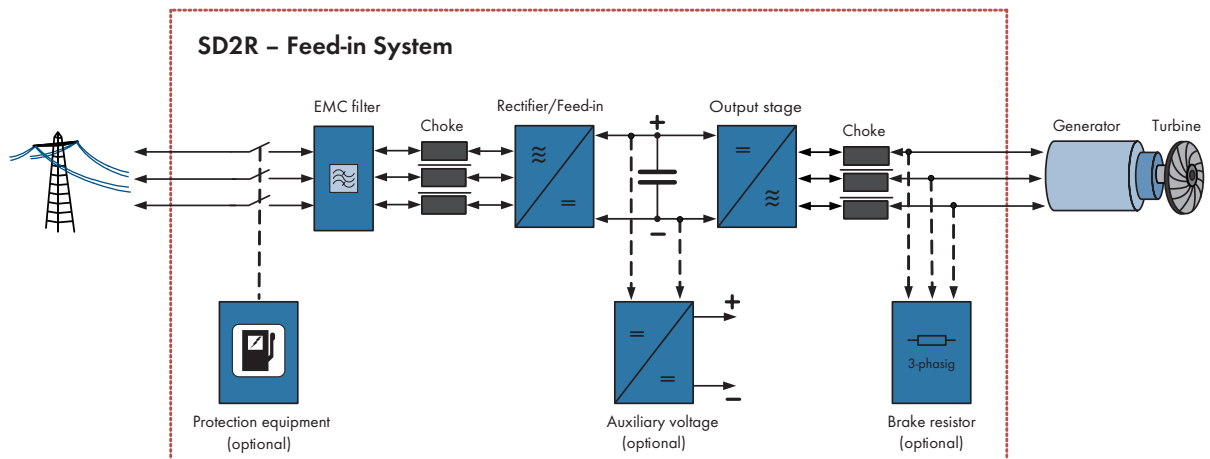 SD2R – Feed-in System
EMC filter
Choke
Rectifier/Feed-in
Output stage
Choke
Generator
Turbine
+
−
+
−
3-phasig
Protection equipment
(optional)
Auxiliary voltage
(optional)
Brake resistor
(optional)